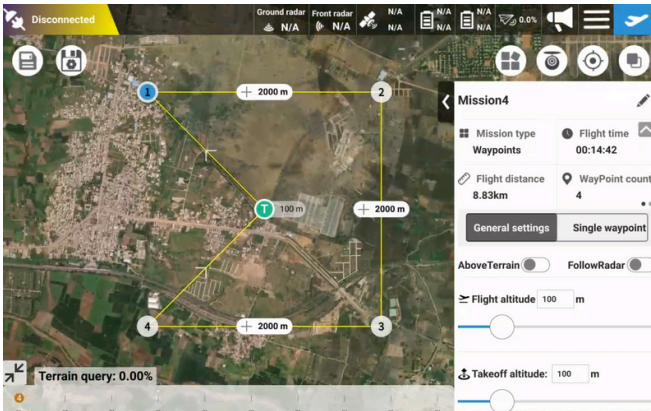 Disconnected
Ground radar
N/A
Front radar
N/A
N/A
N/A
N/A
N/A
N/A
N/A
0.0%
1
2000 m
2
T
100 m
2000 m
4
2000 m
3
Mission4
Mission type
Waypoints
Flight time
00:14:42
Flight distance
8.83km
WayPoint count
4
General settings
Single waypoint
AboveTerrain
FollowRadar
Flight altitude 100 m
Takeoff altitude: 100 m
Terrain query: 0.00%
4